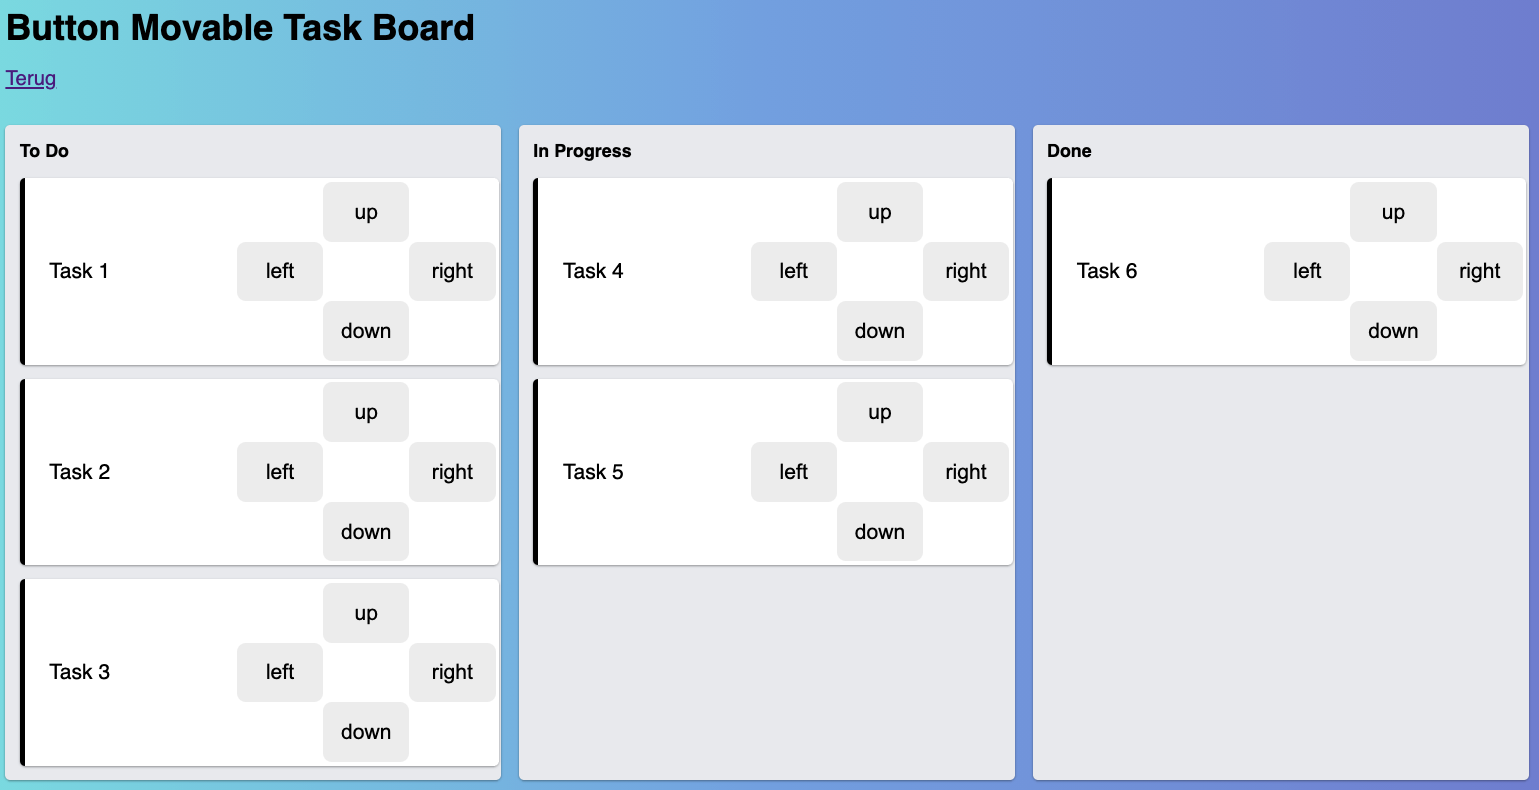 Button Movable Task Board
Terug
To Do
up
Task 1 left right
down
up
Task 2 left right
down
up
Task 3 left right
down
In Progress
up
Task 4 left right
down
up
Task 5 left right
down
Done
up
Task 6 left right
down